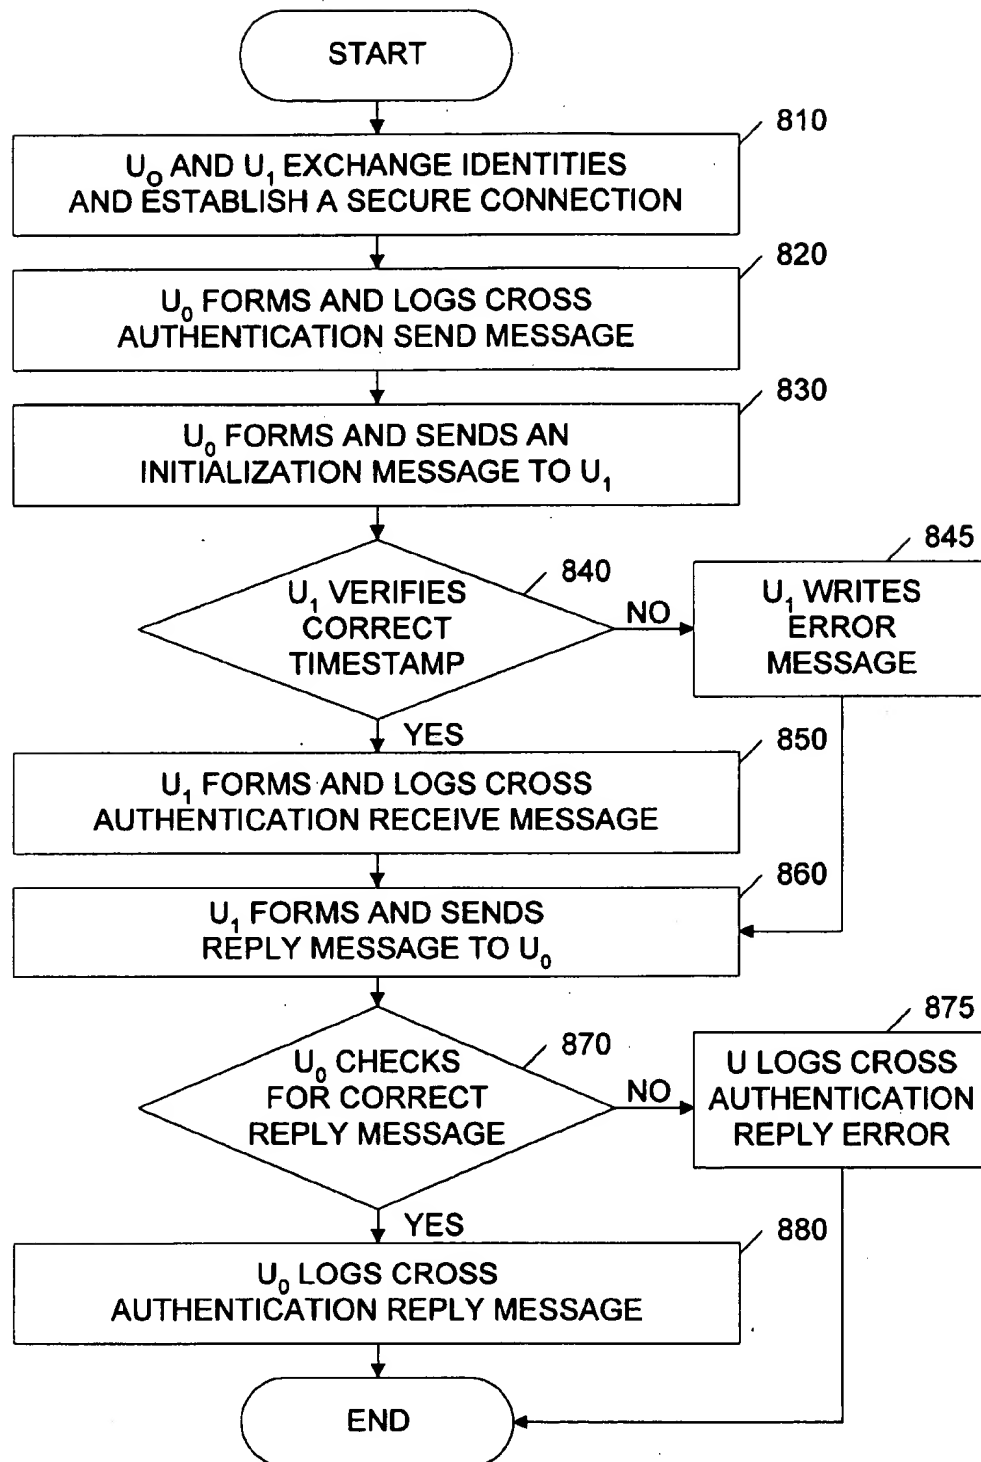 START
810
U₀ AND U₁ EXCHANGE IDENTITIES
AND ESTABLISH A SECURE CONNECTION
820
U₀ FORMS AND LOGS CROSS
AUTHENTICATION SEND MESSAGE
830
U₀ FORMS AND SENDS AN
INITIALIZATION MESSAGE TO U₁
840
U₁ VERIFIES
CORRECT
TIMESTAMP
NO
845
U₁ WRITES
ERROR
MESSAGE
YES
850
U₁ FORMS AND LOGS CROSS
AUTHENTICATION RECEIVE MESSAGE
860
U₁ FORMS AND SENDS
REPLY MESSAGE TO U₀
870
U₀ CHECKS
FOR CORRECT
REPLY MESSAGE
NO
875
U LOGS CROSS
AUTHENTICATION
REPLY ERROR
YES
880
U₀ LOGS CROSS
AUTHENTICATION REPLY MESSAGE
END